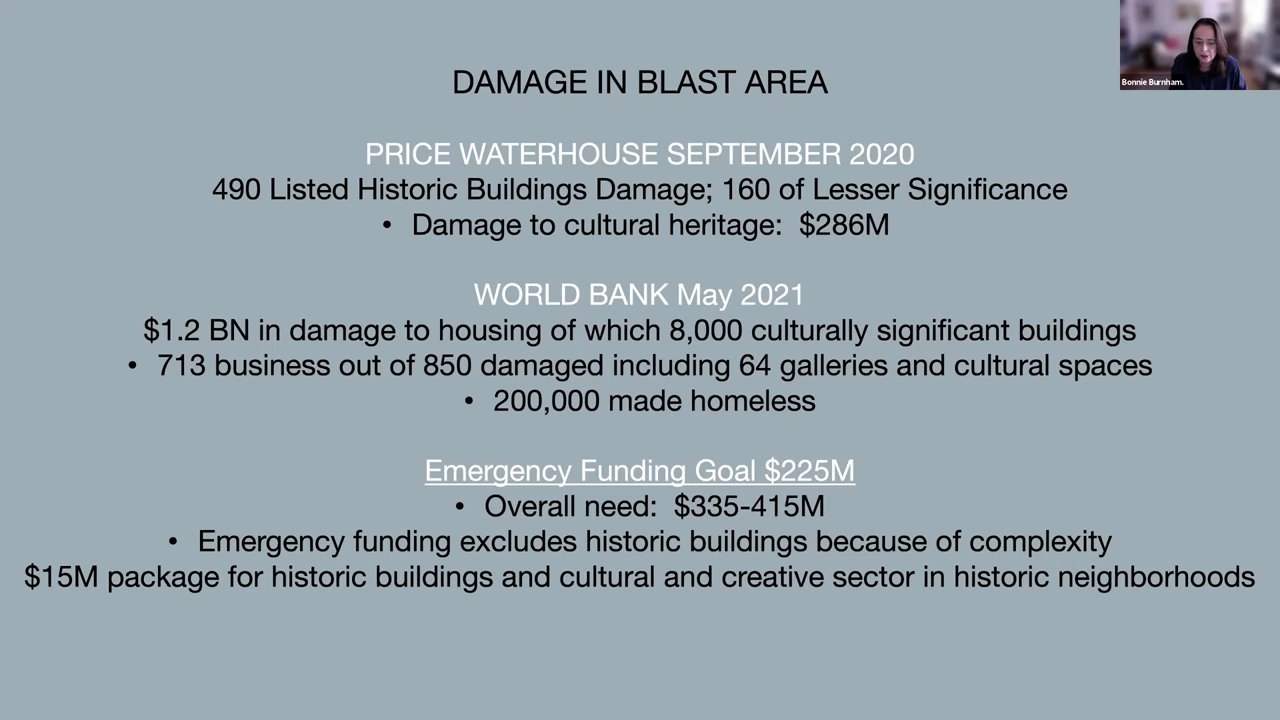 Bonnie Burnham.
DAMAGE IN BLAST AREA
PRICE WATERHOUSE SEPTEMBER 2020
490 Listed Historic Buildings Damage; 160 of Lesser Significance
• Damage to cultural heritage: $286M
WORLD BANK May 2021
$1.2 BN in damage to housing of which 8,000 culturally significant buildings
• 713 business out of 850 damaged including 64 galleries and cultural spaces
• 200,000 made homeless
Emergency Funding Goal $225M
• Overall need: $335-415M
• Emergency funding excludes historic buildings because of complexity
$15M package for historic buildings and cultural and creative sector in historic neighborhoods